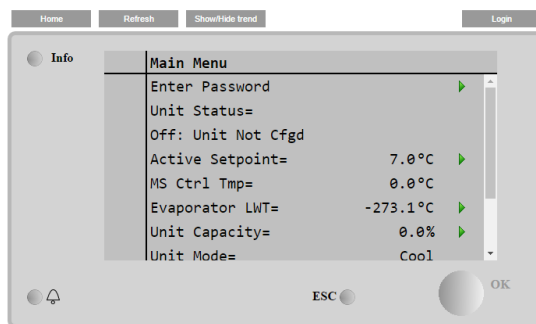 Home Refresh Show/Hide trend Login
Info
Main Menu
Enter Password
Unit Status=
Off: Unit Not Cfgd
Active Setpoint= 7.0°C
MS Ctrl Tmp= 0.0°C
Evaporator LWT= -273.1°C
Unit Capacity= 0.0%
Unit Mode= Cool
OK
ESC